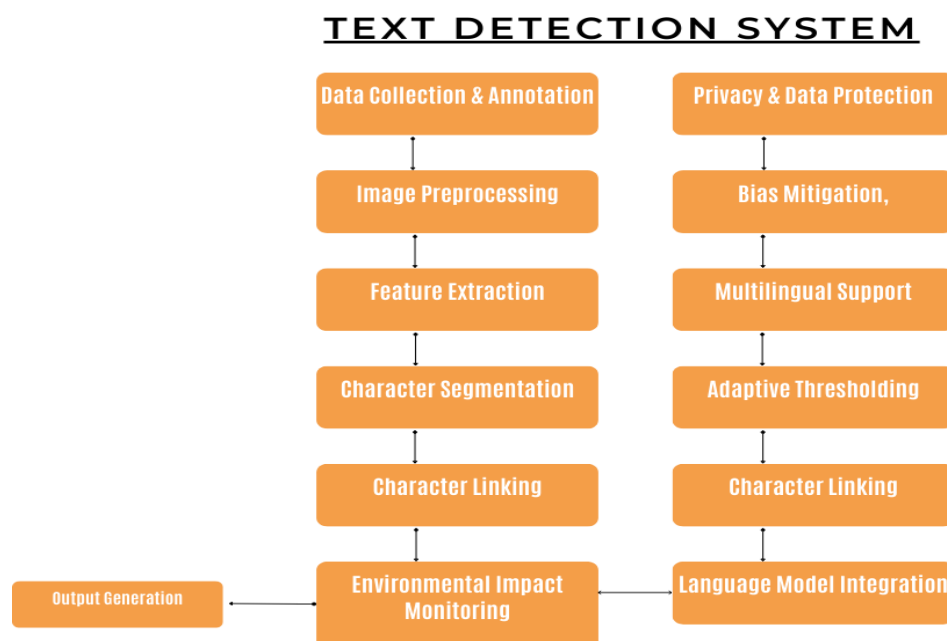 TEXT DETECTION SYSTEM
Data Collection & Annotation
Privacy & Data Protection
Image Preprocessing
Bias Mitigation,
Feature Extraction
Multilingual Support
Character Segmentation
Adaptive Thresholding
Character Linking
Character Linking
Environmental Impact
Monitoring
Language Model Integration
Output Generation